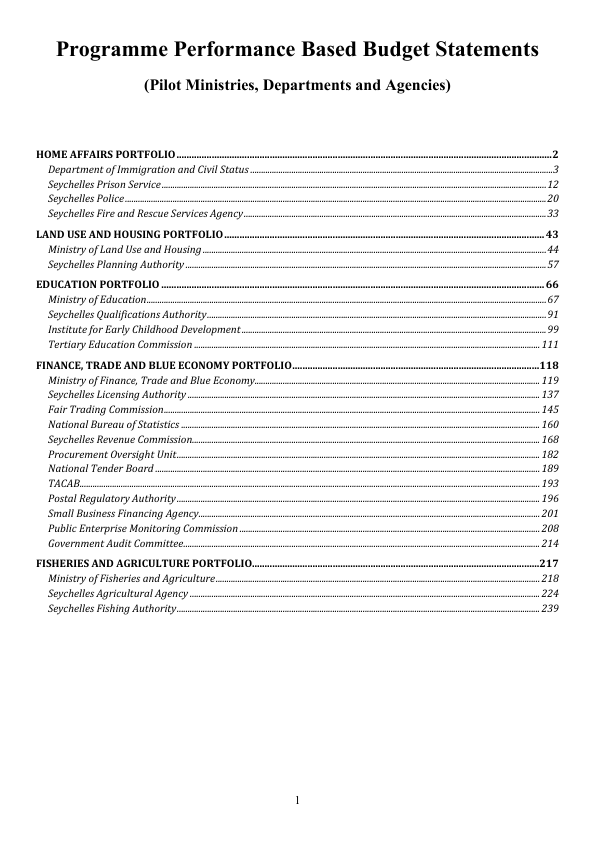 Programme Performance Based Budget Statements
(Pilot Ministries, Departments and Agencies)
HOME AFFAIRS PORTFOLIO 2
Department of Immigration and Civil Status 3
Seychelles Prison Service 12
Seychelles Police 20
Seychelles Fire and Rescue Services Agency 33
LAND USE AND HOUSING PORTFOLIO 43
Ministry of Land Use and Housing 44
Seychelles Planning Authority 57
EDUCATION PORTFOLIO 66
Ministry of Education 67
Seychelles Qualifications Authority 91
Institute for Early Childhood Development 99
Tertiary Education Commission 111
FINANCE, TRADE AND BLUE ECONOMY PORTFOLIO 118
Ministry of Finance, Trade and Blue Economy 119
Seychelles Licensing Authority 137
Fair Trading Commission 145
National Bureau of Statistics 160
Seychelles Revenue Commission 168
Procurement Oversight Unit 182
National Tender Board 189
TACAB 193
Postal Regulatory Authority 196
Small Business Financing Agency 201
Public Enterprise Monitoring Commission 208
Government Audit Committee 214
FISHERIES AND AGRICULTURE PORTFOLIO 217
Ministry of Fisheries and Agriculture 218
Seychelles Agricultural Agency 224
Seychelles Fishing Authority 239
1